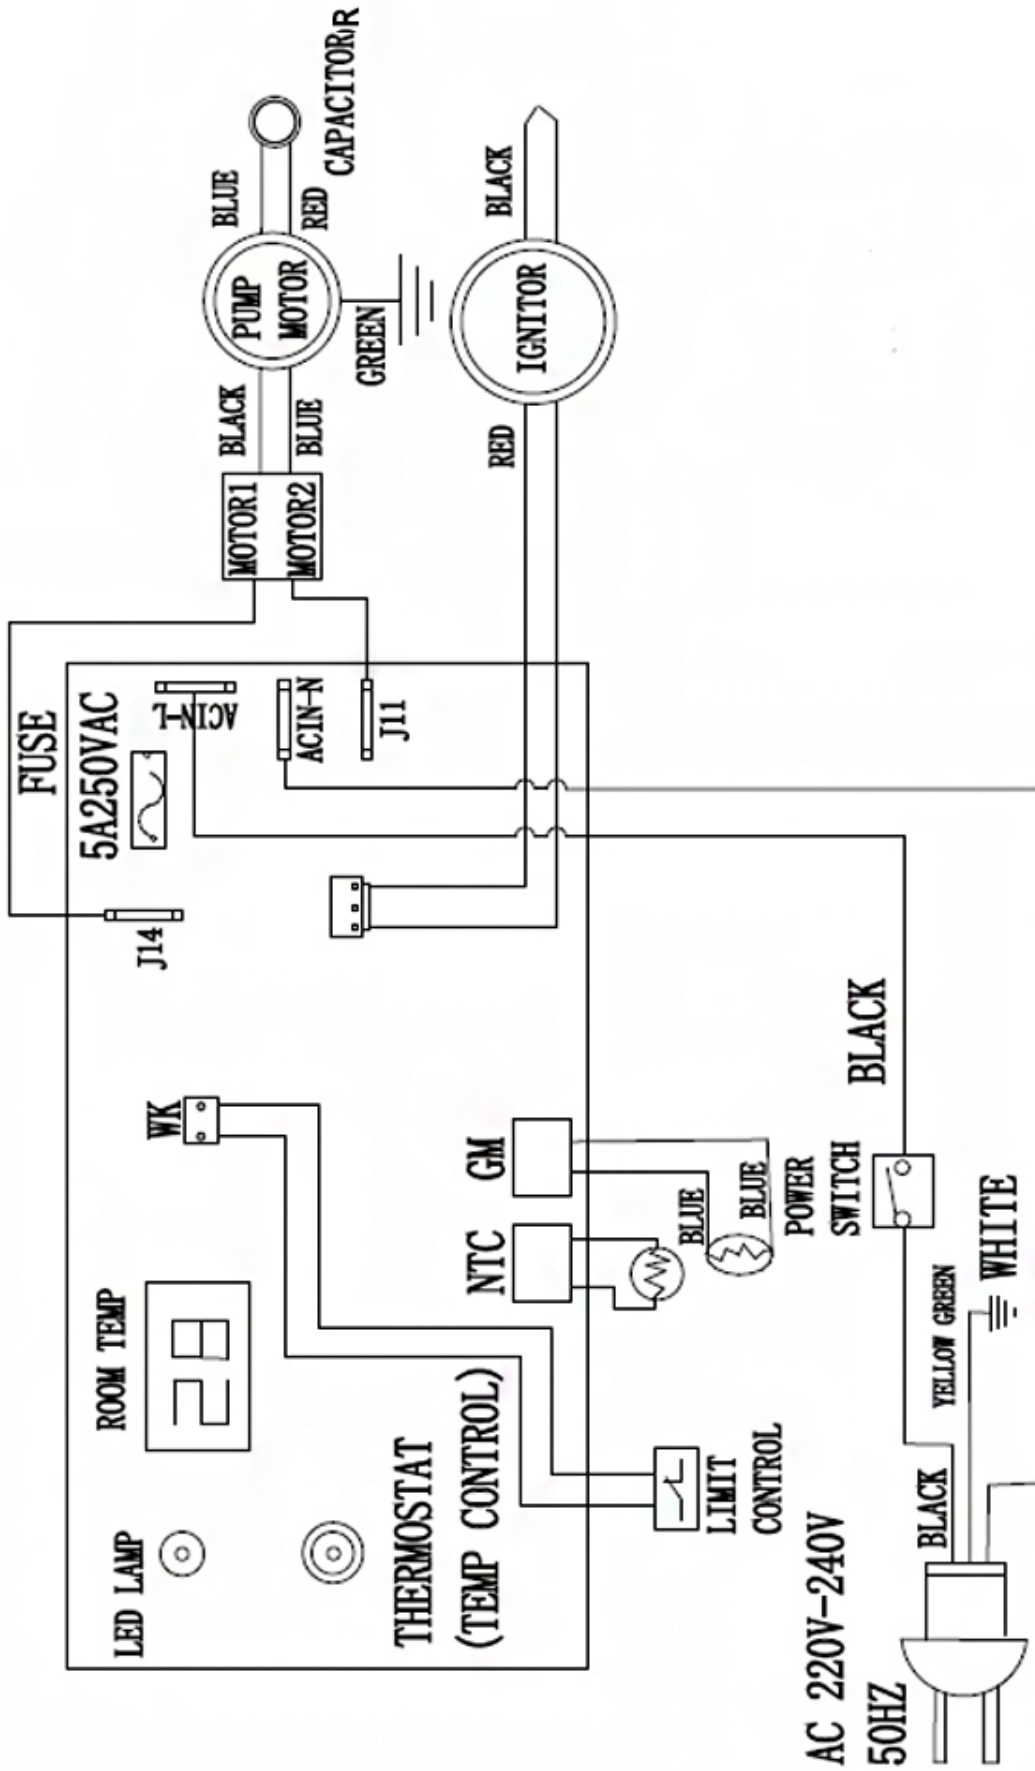 FUSE
5A250VAC
J14
ACIN-L
ACIN-N
J11
MOTOR1
MOTOR2
BLACK
BLUE
PUMP
MOTOR
BLUE
RED
CAPACITOR
R
GREEN
RED
IGNITOR
BLACK
LED LAMP
ROOM TEMP
WK
THERMOSTAT
(TEMP CONTROL)
NTC
GM
BLUE
BLUE
LIMIT
CONTROL
POWER
SWITCH
BLACK
AC 220V-240V
50HZ
BLACK
YELLOW GREEN
WHITE